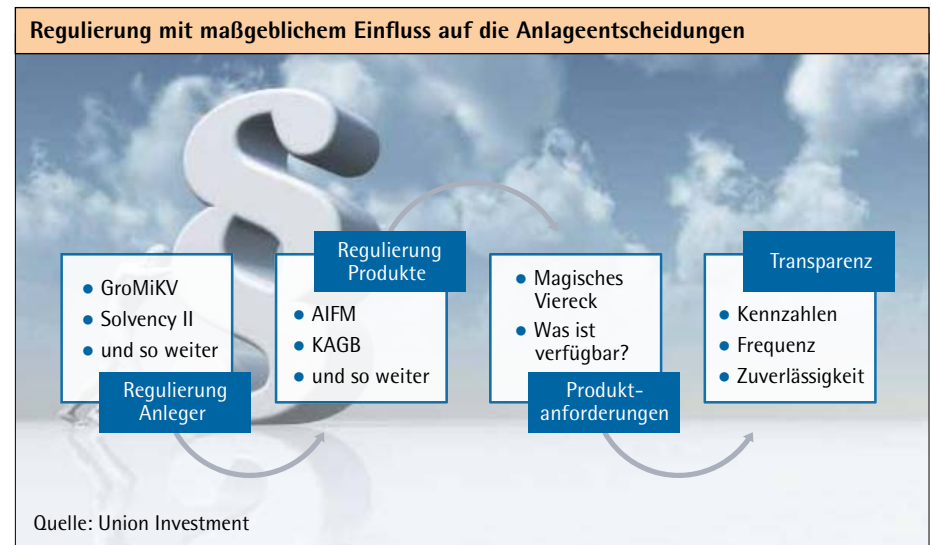 Regulierung mit maßgeblichem Einfluss auf die Anlageentscheidungen
• GroMiKV
• Solvency II
• und so weiter
Regulierung
Anleger
Regulierung
Produkte
• AIFM
• KAGB
• und so weiter
• Magisches
Viereck
• Was ist
verfügbar?
Produkt-
anforderungen
Transparenz
• Kennzahlen
• Frequenz
• Zuverlässigkeit
Quelle: Union Investment